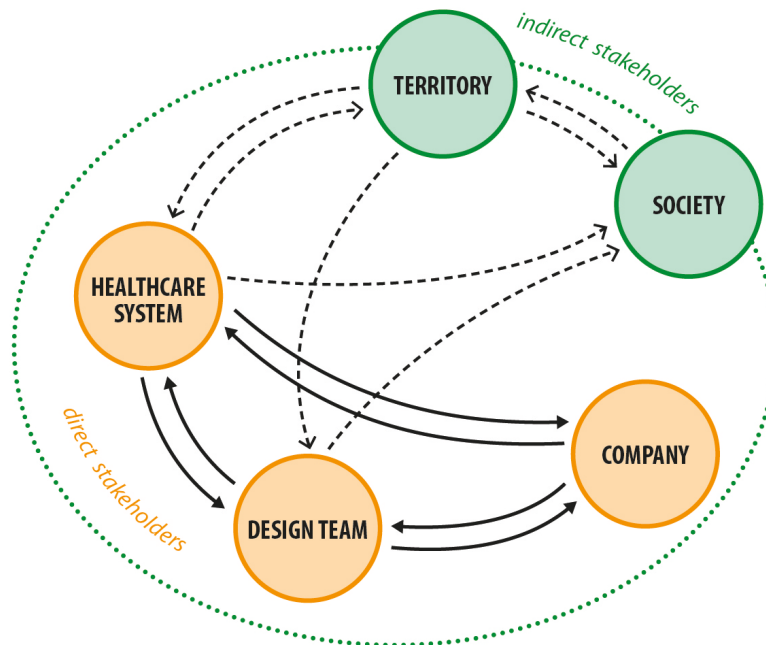 indirect stakeholders
TERRITORY
SOCIETY
HEALTHCARE
SYSTEM
direct stakeholders
COMPANY
DESIGN TEAM